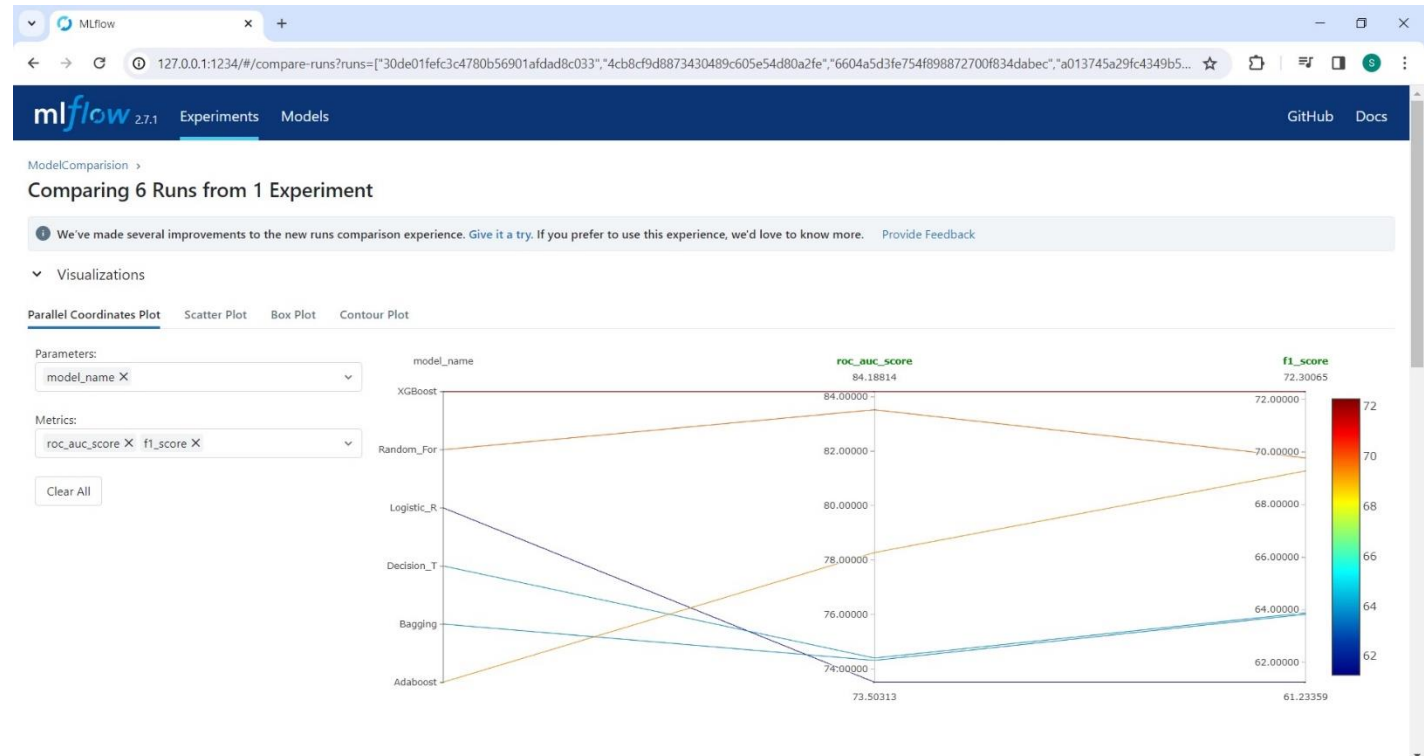 MLflow
127.0.0.1:1234/#/compare-runs?runs=["30de01fefc3c4780b56901afdad8c033","4cb8cf9d8873430489c605e54d80a2fe","6604a5d3fe754f898872700f834dabec","a013745a29fc4349b5...
S
mlflow 2.7.1 Experiments Models GitHub Docs
ModelComparision >
Comparing 6 Runs from 1 Experiment
We've made several improvements to the new runs comparison experience. Give it a try. If you prefer to use this experience, we'd love to know more. Provide Feedback
Visualizations
Parallel Coordinates Plot Scatter Plot Box Plot Contour Plot
Parameters:
model_name
Metrics:
roc_auc_score f1_score
Clear All
model_name
XGBoost
Random_For
Logistic_R
Decision_T
Bagging
Adaboost
roc_auc_score
84.18814
84.00000
82.00000
80.00000
78.00000
76.00000
74.00000
73.50313
f1_score
72.30065
72.00000
70.00000
68.00000
66.00000
64.00000
62.00000
61.23359
72
70
68
66
64
62